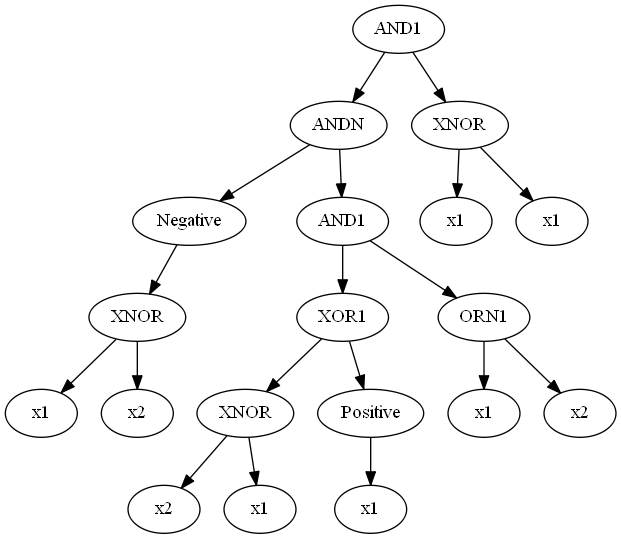 AND1
ANDN XNOR
Negative AND1 x1 x1
XNOR XOR1 ORN1
x1 x2 XNOR Positive x1 x2
x2 x1 x1